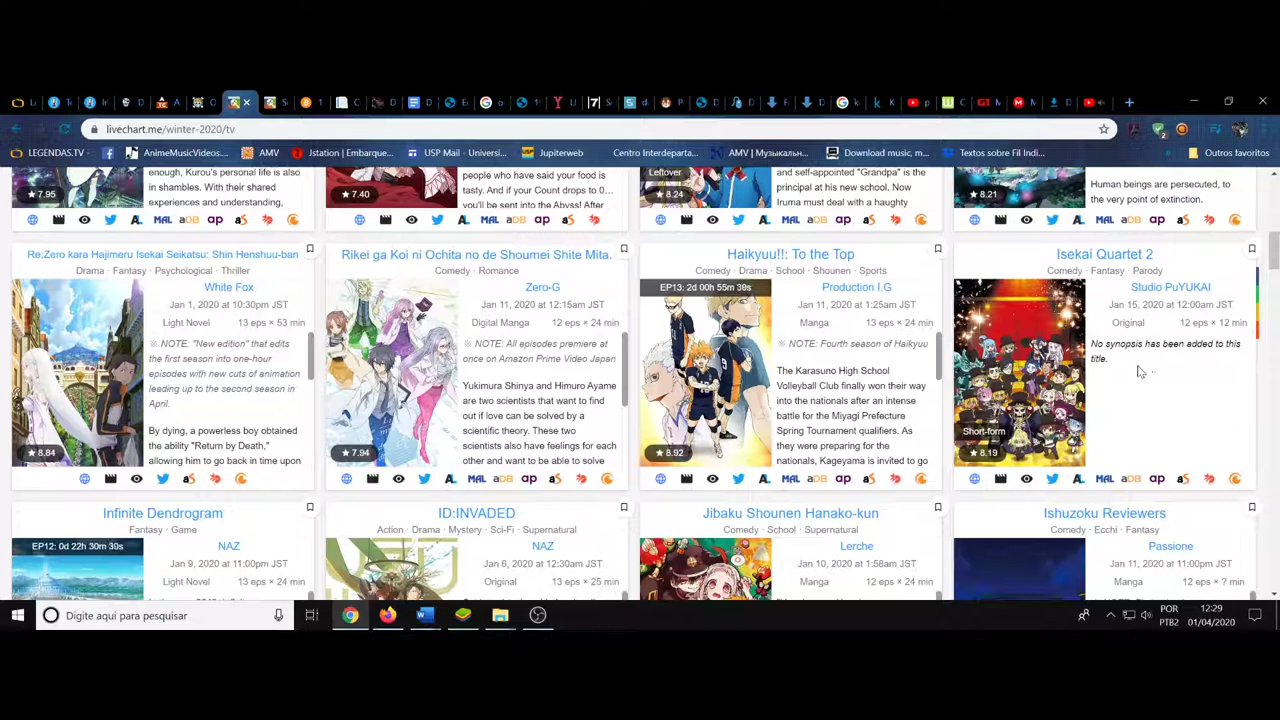 livechart.me/winter-2020/tv
LEGENDAS.TV
AnimeMusicVideos...
AMV
Jstation | Embarque...
USP Mail - Universi...
Jupiterweb
Centro Interdeparta...
AMV | Музыкальн...
Download music, m...
Textos sobre Fil Indi...
Outros favoritos
★7.95
enough, Kurou's personal life is
in shambles. With their shared
experiences and understanding,
★7.40
people who have said your food is
tasty. And if your Count drops to 0…
you'll be sent into the Abyss! After
Leftover
★8.24
and self-appointed "Grandpa" is the
principal at his new school. Now
Iruma must deal with a haughty
★8.21
Human beings are persecuted, to
the very point of extinction.
Re:Zero kara Hajimeru Isekai Seikatsu: Shin Henshuu-ban
Drama · Fantasy · Psychological · Thriller
White Fox
Jan 1, 2020 at 10:30pm JST
Light Novel 13 eps × 53 min
※ NOTE: "New edition" that edits
the first season into one-hour
episodes with new cuts of animation
leading up to the second season in
April.
By dying, a powerless boy obtained
the ability "Return by Death,"
allowing him to go back in time upon
★8.84
Rikei ga Koi ni Ochita no de Shoumei Shite Mita.
Comedy · Romance
Zero-G
Jan 11, 2020 at 12:15am JST
Digital Manga 12 eps × 24 min
※ NOTE: All episodes premiere at
once on Amazon Prime Video Japan
Yukimura Shinya and Himuro Ayame
are two scientists that want to find
out if love can be solved by a
scientific theory. These two
scientists also have feelings for each
other and want to be able to solve
★7.94
Haikyuu!!: To the Top
Comedy · Drama · School · Shounen · Sports
EP13: 2d 00h 55m 39s
Production I.G
Jan 11, 2020 at 1:25am JST
Manga 13 eps × 24 min
※ NOTE: Fourth season of Haikyuu
The Karasuno High School
Volleyball Club finally won their way
into the nationals after an intense
battle for the Miyagi Prefecture
Spring Tournament qualifiers. As
they were preparing for the
nationals, Kageyama is invited to go
★8.92
Isekai Quartet 2
Comedy · Fantasy · Parody
Studio PuYUKAI
Jan 15, 2020 at 12:00am JST
Original 12 eps × 12 min
No synopsis has been added to this
title.
Short-form
★8.19
Infinite Dendrogram
Fantasy · Game
EP12: 0d 22h 30m 39s
NAZ
Jan 9, 2020 at 11:00pm JST
Light Novel 13 eps × 24 min
ID:INVADED
Action · Drama · Mystery · Sci-Fi · Supernatural
NAZ
Jan 6, 2020 at 12:30am JST
Original 13 eps × 25 min
Jibaku Shounen Hanako-kun
Comedy · School · Supernatural
Lerche
Jan 10, 2020 at 1:58am JST
Manga 12 eps × 24 min
Ishuzoku Reviewers
Comedy · Ecchi · Fantasy
Passione
Jan 11, 2020 at 11:00pm JST
Manga 12 eps × ? min
Digite aqui para pesquisar
POR
PTB2
12:29
01/04/2020